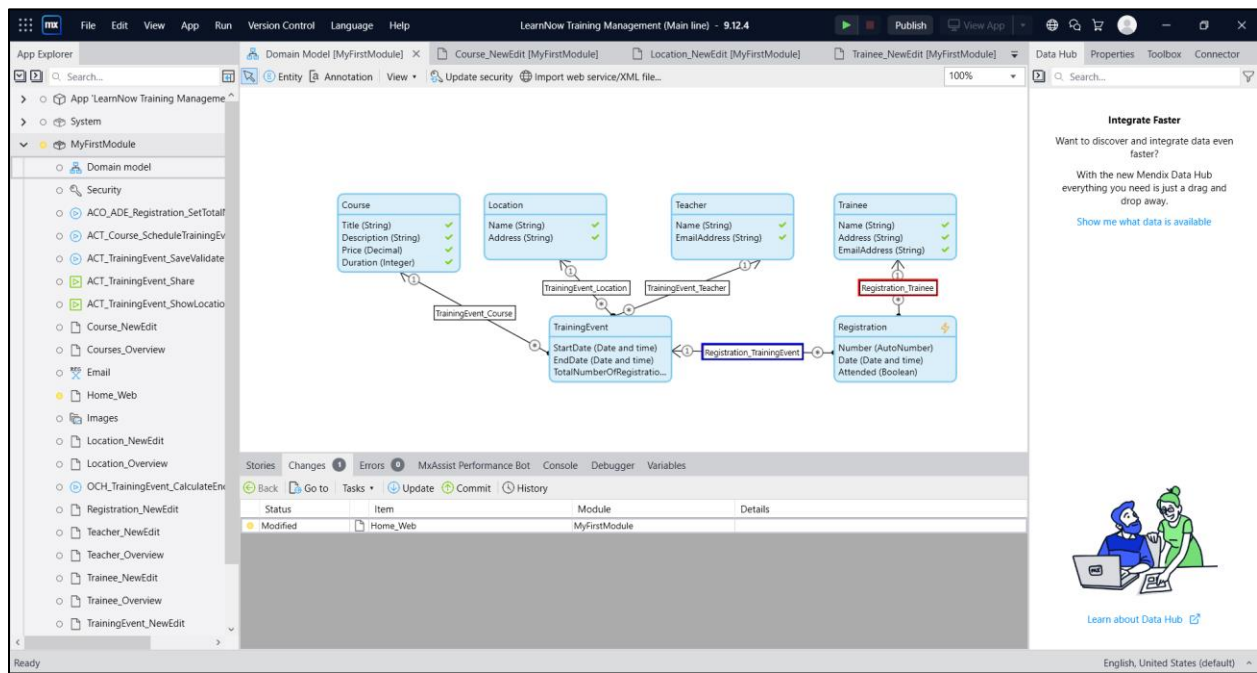 mx File Edit View App Run Version Control Language Help LearnNow Training Management (Main line) - 9.12.4 Publish View App
App Explorer
Search...
App 'LearnNow Training Manageme
System
MyFirstModule
Domain model
Security
ACO_ADE_Registration_SetTotal
ACT_Course_ScheduleTrainingEv
ACT_TrainingEvent_SaveValidate
ACT_TrainingEvent_Share
ACT_TrainingEvent_ShowLocatio
Course_NewEdit
Courses_Overview
REG Email
Home_Web
Images
Location_NewEdit
Location_Overview
OCH_TrainingEvent_CalculateEn
Registration_NewEdit
Teacher_NewEdit
Teacher_Overview
Trainee_NewEdit
Trainee_Overview
TrainingEvent_NewEdit
Domain Model [MyFirstModule] Course_NewEdit [MyFirstModule] Location_NewEdit [MyFirstModule] Trainee_NewEdit [MyFirstModule]
Entity Annotation View Update security Import web service/XML file... 100%
Course
Title (String)
Description (String)
Price (Decimal)
Duration (Integer)
Location
Name (String)
Address (String)
Teacher
Name (String)
EmailAddress (String)
Trainee
Name (String)
Address (String)
EmailAddress (String)
1
1
1
1
TrainingEvent_Location
TrainingEvent_Teacher
Registration_Trainee
TrainingEvent_Course
TrainingEvent
StartDate (Date and time)
EndDate (Date and time)
TotalNumberOfRegistratio...
1
Registration_TrainingEvent
Registration
Number (AutoNumber)
Date (Date and time)
Attended (Boolean)
Stories Changes 1 Errors 0 MxAssist Performance Bot Console Debugger Variables
Back Go to Tasks Update Commit History
Status Item Module Details
Modified Home_Web MyFirstModule
Data Hub Properties Toolbox Connector
Search...
Integrate Faster
Want to discover and integrate data even
faster?
With the new Mendix Data Hub
everything you need is just a drag and
drop away.
Show me what data is available
mx
Learn about Data Hub
Ready English, United States (default)